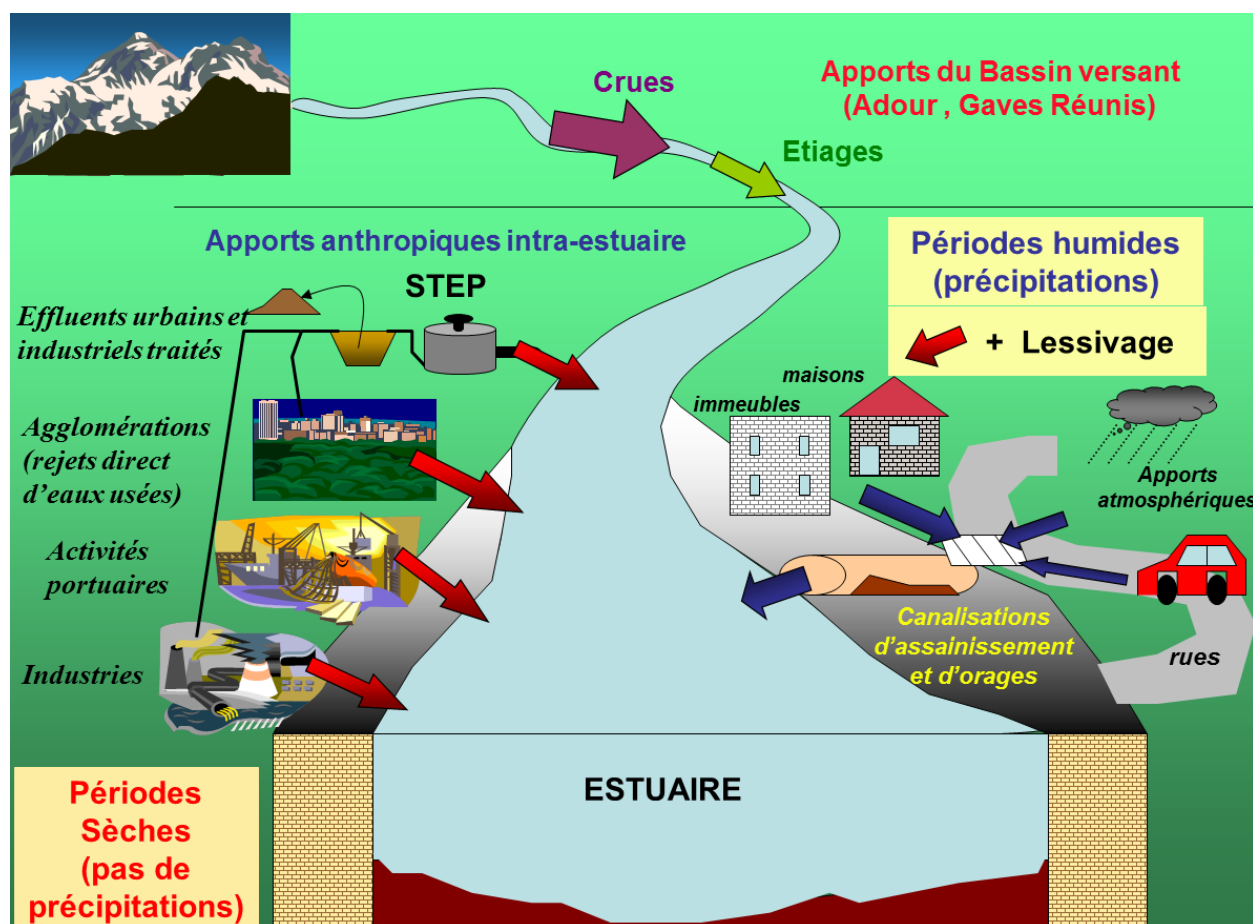 Crues
Apports du Bassin versant
(Adour , Gaves Réunis)
Etiages
Apports anthropiques intra-estuaire
STEP
Effluents urbains et
industriels traités
Agglomérations
(rejets direct
d'eaux usées)
Activités
portuaires
Industries
Périodes
Sèches
(pas de
précipitations)
Périodes humides
(précipitations)
+ Lessivage
maisons
immeubles
Apports
atmosphériques
Canalisations
d'assainissement
et d'orages
rues
ESTUAIRE